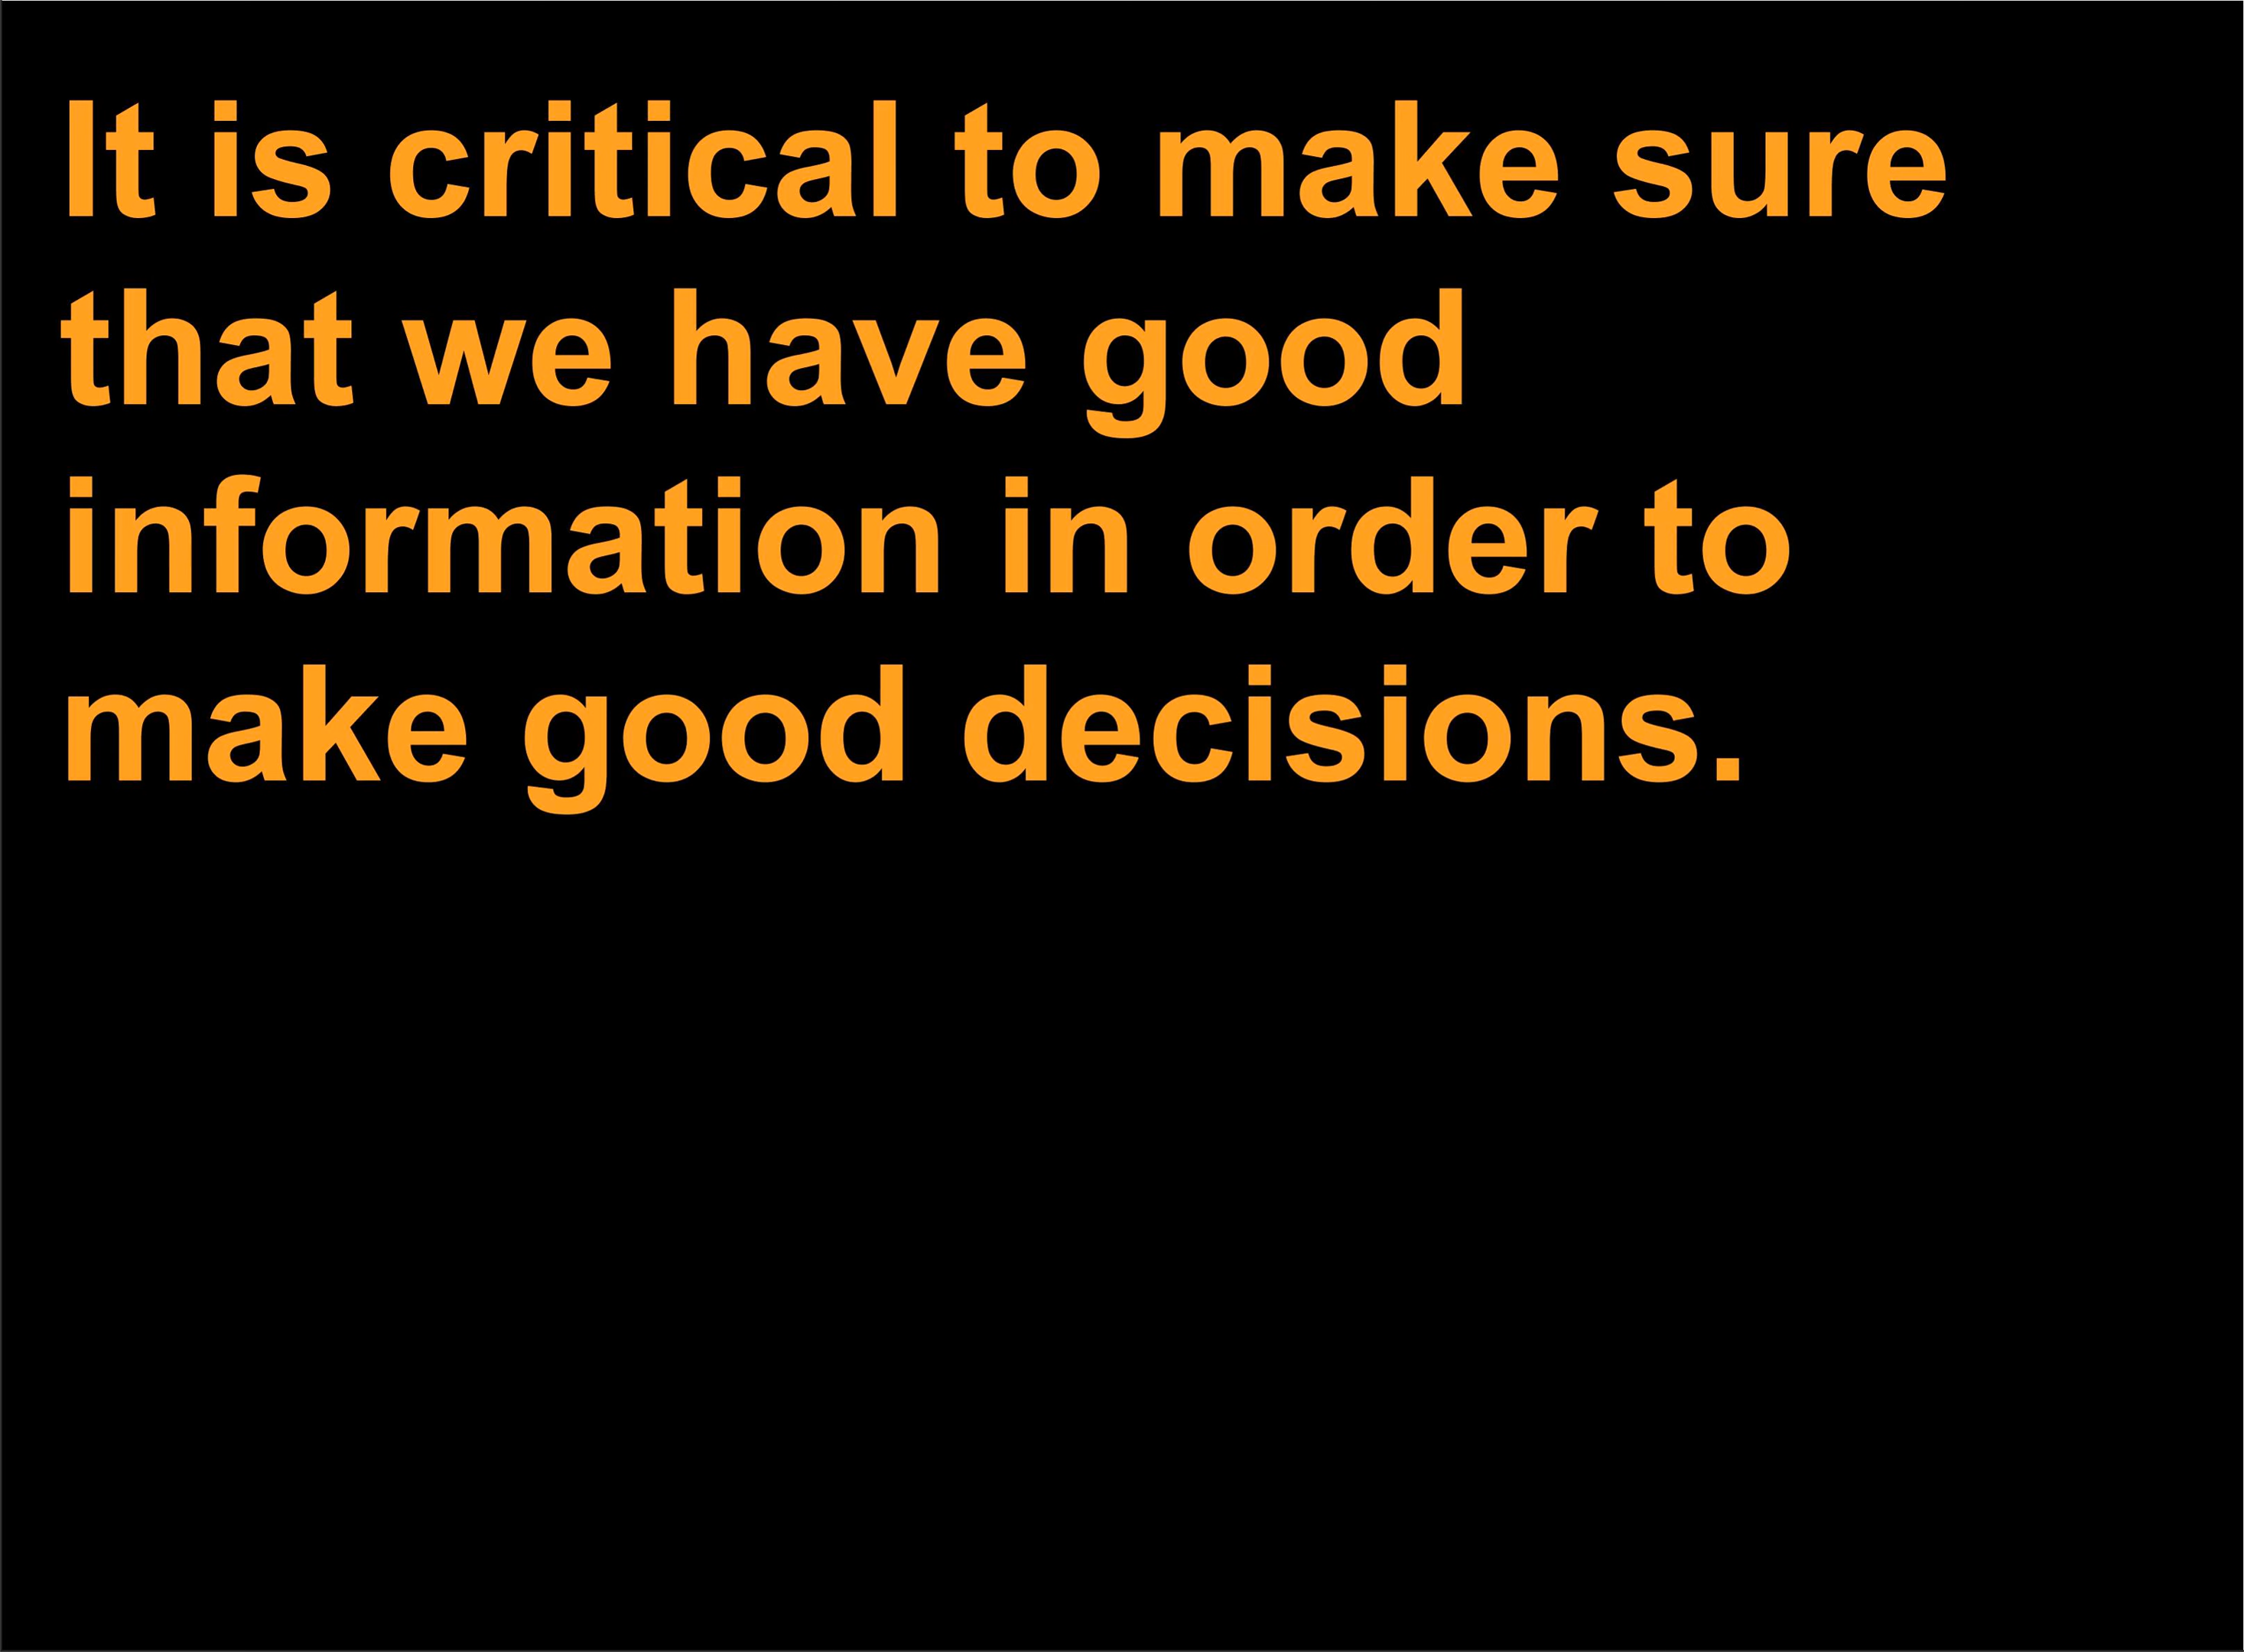 It is critical to make sure
that we have good
information in order to
make good decisions.